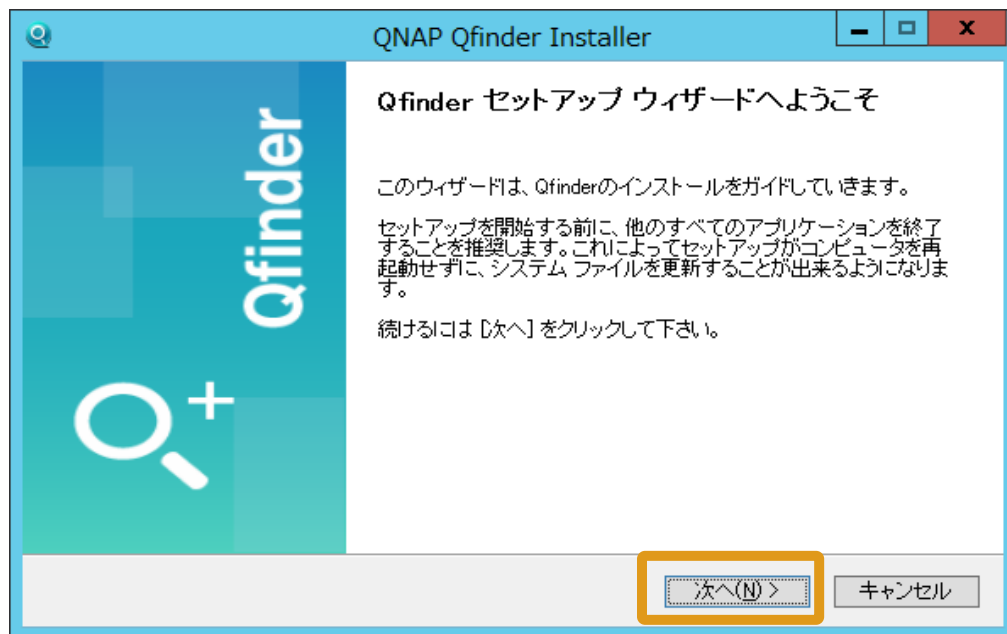 QNAP Qfinder Installer
Qfinder
Qfinder セットアップ ウィザードへようこそ
このウィザードは、Qfinderのインストールをガイドしていきます。
セットアップを開始する前に、他のすべてのアプリケーションを終了
することを推奨します。これによってセットアップがコンピュータを再
起動せずに、システム ファイルを更新することが出来るようになりま
す。
続けるには [次へ] をクリックして下さい。
次へ(N) >
キャンセル